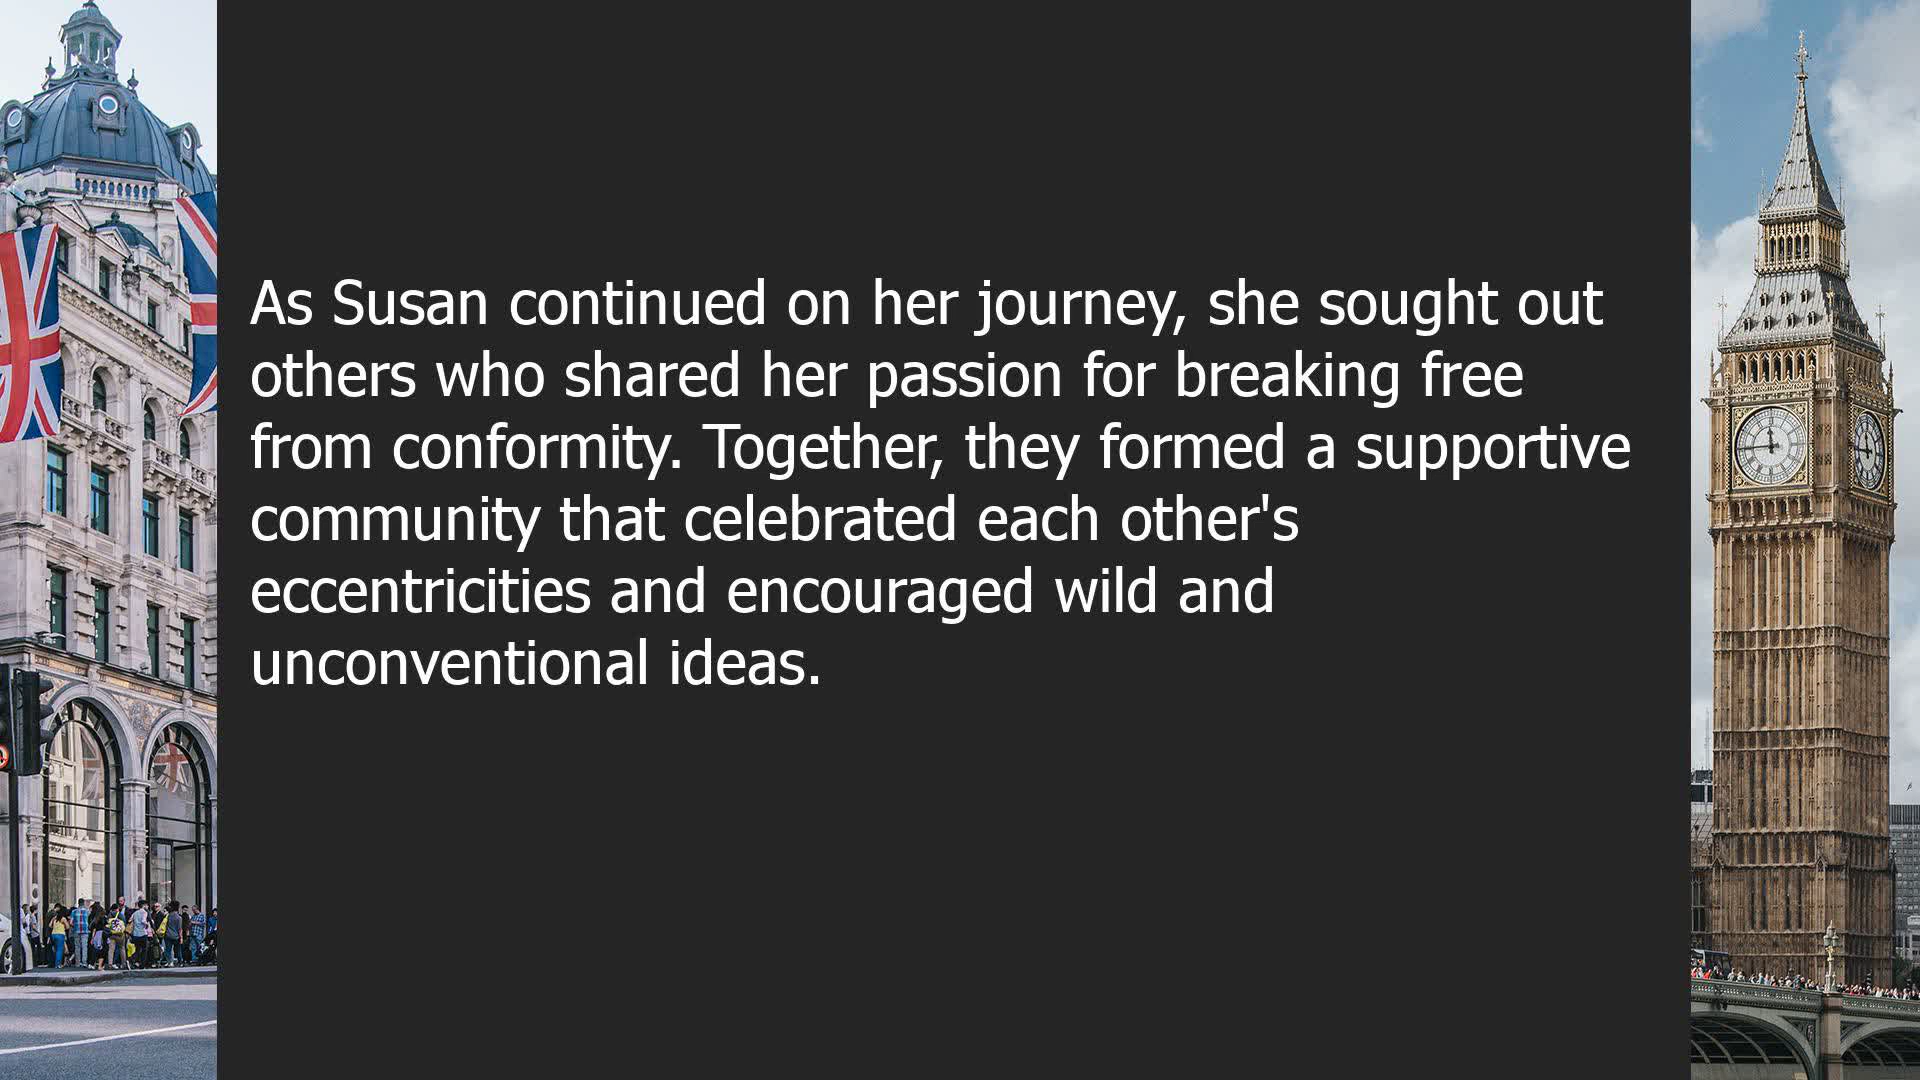 As Susan continued on her journey, she sought out
others who shared her passion for breaking free
from conformity. Together, they formed a supportive
community that celebrated each other's
eccentricities and encouraged wild and
unconventional ideas.